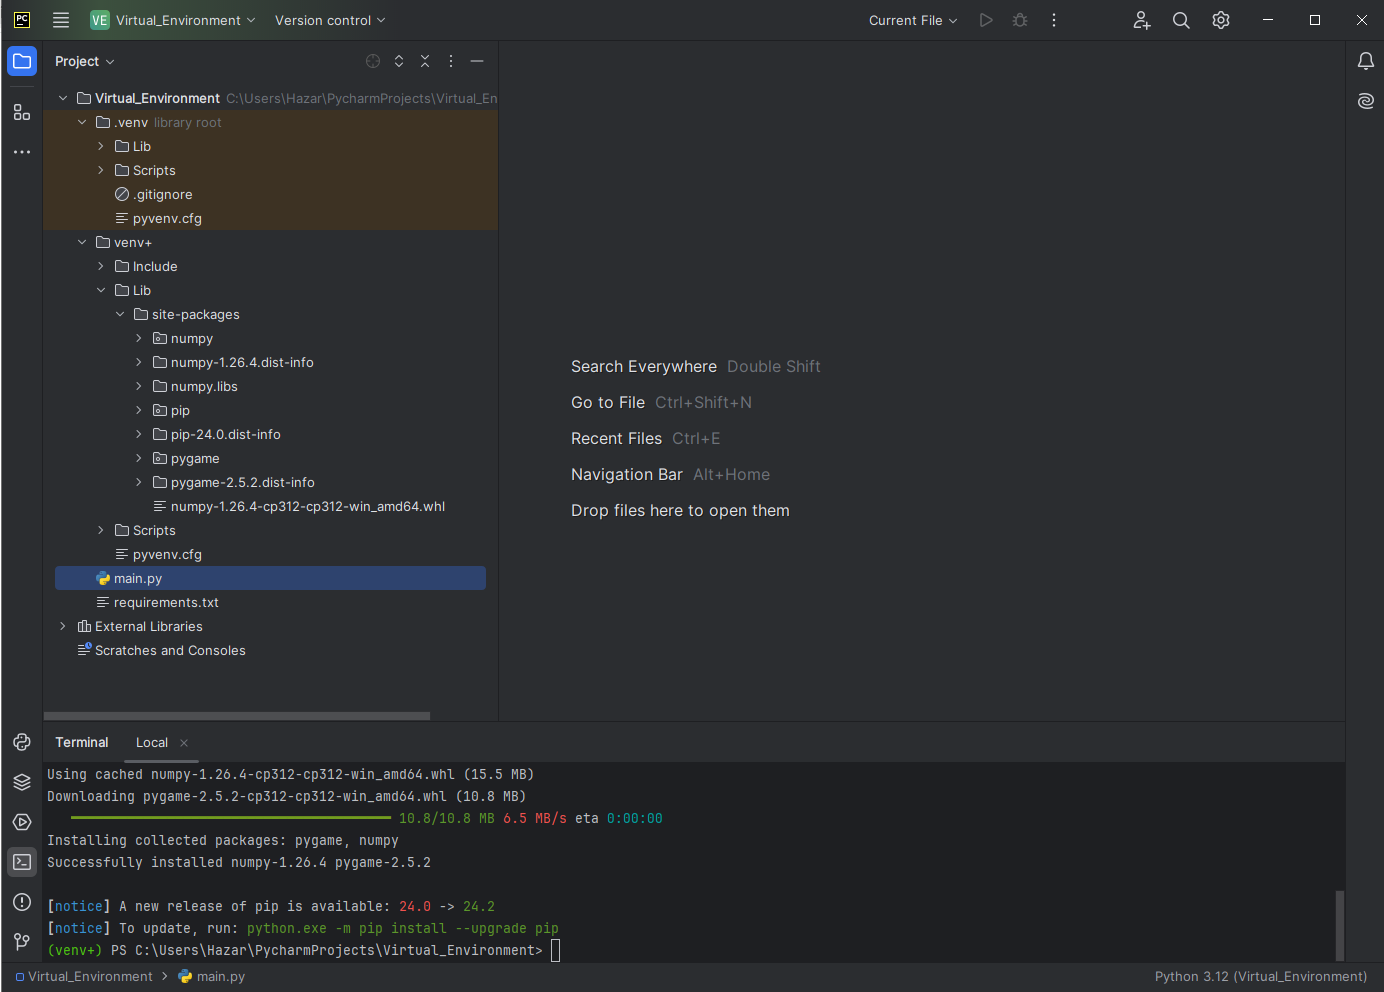 PC VE Virtual_Environment Version control Current File
Project
Virtual_Environment C:\Users\Hazar\PycharmProjects\Virtual_En
.venv library root
Lib
Scripts
.gitignore
pyvenv.cfg
venv+
Include
Lib
site-packages
numpy
numpy-1.26.4.dist-info
numpy.libs
pip
pip-24.0.dist-info
pygame
pygame-2.5.2.dist-info
numpy-1.26.4-cp312-cp312-win_amd64.whl
Scripts
pyvenv.cfg
main.py
requirements.txt
External Libraries
Scratches and Consoles
Search Everywhere Double Shift
Go to File Ctrl+Shift+N
Recent Files Ctrl+E
Navigation Bar Alt+Home
Drop files here to open them
Terminal Local
Using cached numpy-1.26.4-cp312-cp312-win_amd64.whl (15.5 MB)
Downloading pygame-2.5.2-cp312-cp312-win_amd64.whl (10.8 MB)
10.8/10.8 MB 6.5 MB/s eta 0:00:00
Installing collected packages: pygame, numpy
Successfully installed numpy-1.26.4 pygame-2.5.2
[notice] A new release of pip is available: 24.0 -> 24.2
[notice] To update, run: python.exe -m pip install --upgrade pip
(venv+) PS C:\Users\Hazar\PycharmProjects\Virtual_Environment>
Virtual_Environment > main.py Python 3.12 (Virtual_Environment)